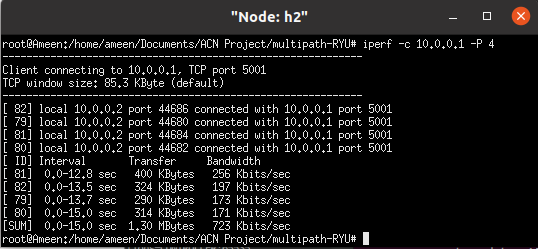 "Node: h2"
root@Ameen:/home/ameen/Documents/ACN Project/multipath-RYU# iperf -c 10.0.0.1 -P 4
------------------------------------------------------------
Client connecting to 10.0.0.1, TCP port 5001
TCP window size: 85.3 KByte (default)
------------------------------------------------------------
[ 82] local 10.0.0.2 port 44686 connected with 10.0.0.1 port 5001
[ 79] local 10.0.0.2 port 44680 connected with 10.0.0.1 port 5001
[ 81] local 10.0.0.2 port 44684 connected with 10.0.0.1 port 5001
[ 80] local 10.0.0.2 port 44682 connected with 10.0.0.1 port 5001
[ ID] Interval       Transfer     Bandwidth
[ 81]  0.0-12.8 sec   400 KBytes   256 Kbits/sec
[ 82]  0.0-13.5 sec   324 KBytes   197 Kbits/sec
[ 79]  0.0-13.7 sec   290 KBytes   173 Kbits/sec
[ 80]  0.0-15.0 sec   314 KBytes   171 Kbits/sec
[SUM]  0.0-15.0 sec  1.30 MBytes   723 Kbits/sec
root@Ameen:/home/ameen/Documents/ACN Project/multipath-RYU#